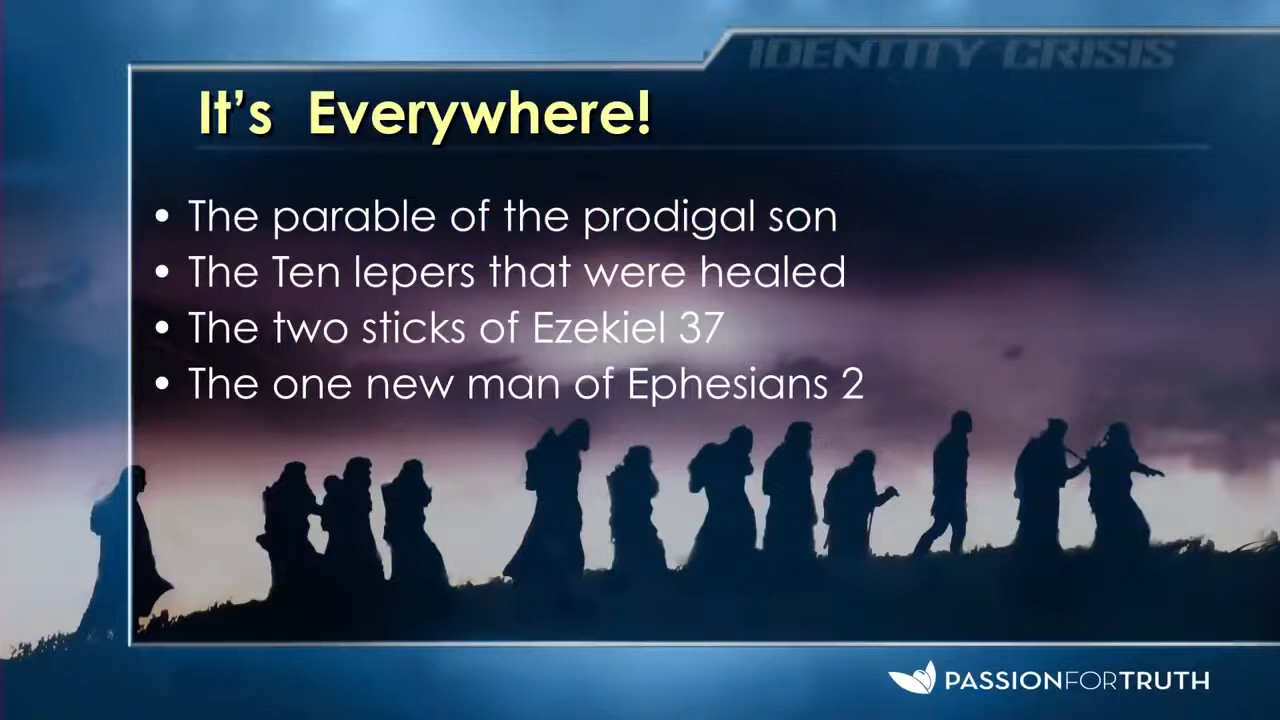 IDENTITY CRISIS
It's Everywhere!
• The parable of the prodigal son
• The Ten lepers that were healed
• The two sticks of Ezekiel 37
• The one new man of Ephesians 2
PASSIONFORTRUTH